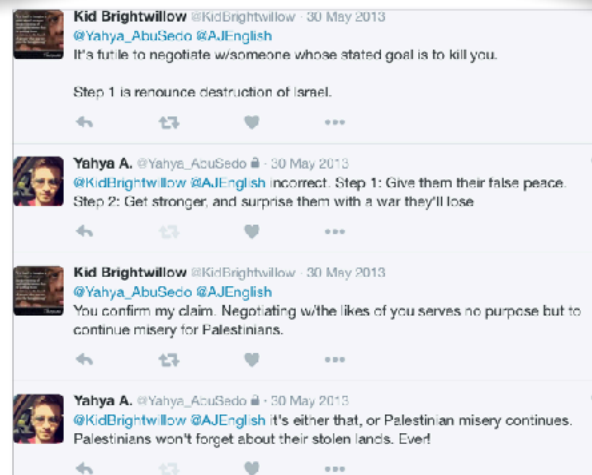 Kid Brightwillow @KidBrightwillow · 30 May 2013
@Yahya_AbuSedo @AJEnglish
It's futile to negotiate w/someone whose stated goal is to kill you.
Step 1 is renounce destruction of Israel.
Yahya A. @Yahya_AbuSedo · 30 May 2013
@KidBrightwillow @AJEnglish incorrect. Step 1: Give them their false peace.
Step 2: Get stronger, and surprise them with a war they'll lose
Kid Brightwillow @KidBrightwillow · 30 May 2013
@Yahya_AbuSedo @AJEnglish
You confirm my claim. Negotiating w/the likes of you serves no purpose but to
continue misery for Palestinians.
Yahya A. @Yahya_AbuSedo · 30 May 2013
@KidBrightwillow @AJEnglish it's either that, or Palestinian misery continues.
Palestinians won't forget about their stolen lands. Ever!